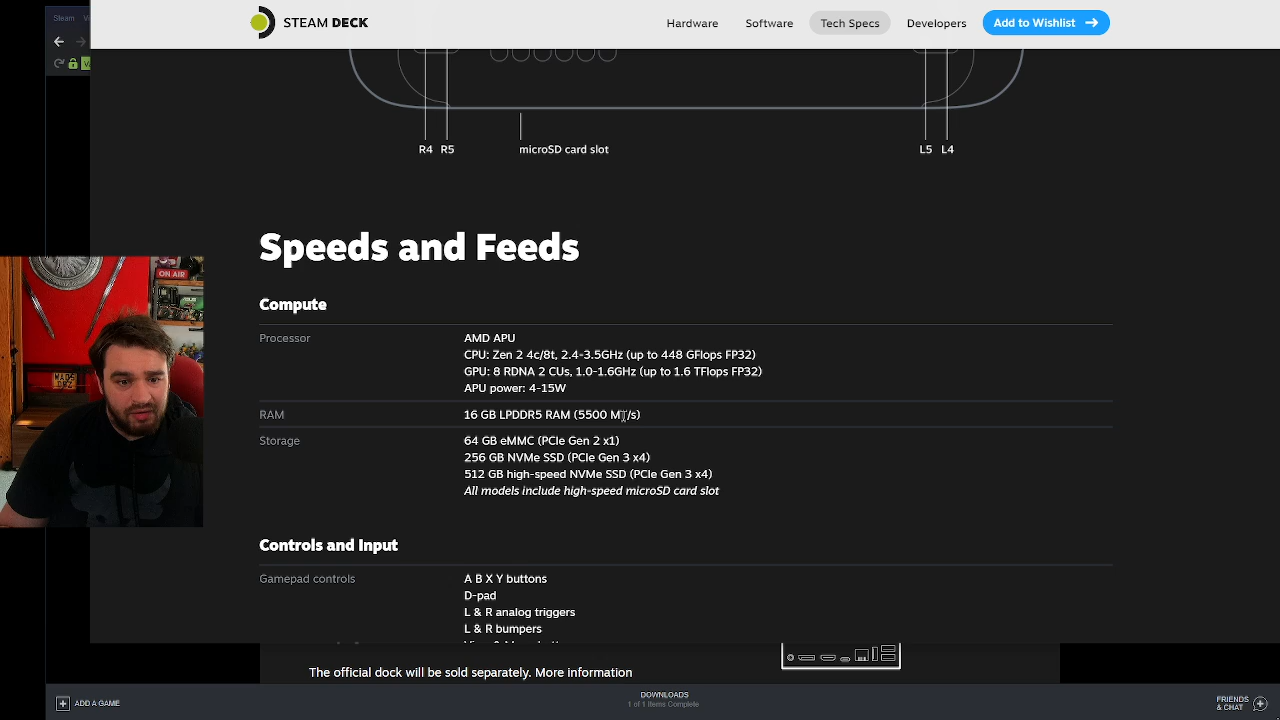 Steam
STEAM DECK
Hardware
Software
Tech Specs
Developers
Add to Wishlist
R4 R5
microSD card slot
L5 L4
Speeds and Feeds
ON AIR
Compute
Processor
AMD APU
CPU: Zen 2 4c/8t, 2.4-3.5GHz (up to 448 GFlops FP32)
GPU: 8 RDNA 2 CUs, 1.0-1.6GHz (up to 1.6 TFlops FP32)
APU power: 4-15W
RAM
16 GB LPDDR5 RAM (5500 MT/s)
Storage
64 GB eMMC (PCIe Gen 2 x1)
256 GB NVMe SSD (PCIe Gen 3 x4)
512 GB high-speed NVMe SSD (PCIe Gen 3 x4)
All models include high-speed microSD card slot
Controls and Input
Gamepad controls
A B X Y buttons
D-pad
L & R analog triggers
L & R bumpers
The official dock will be sold separately. More information
ADD A GAME
DOWNLOADS
1 of 1 Items Complete
FRIENDS
& CHAT